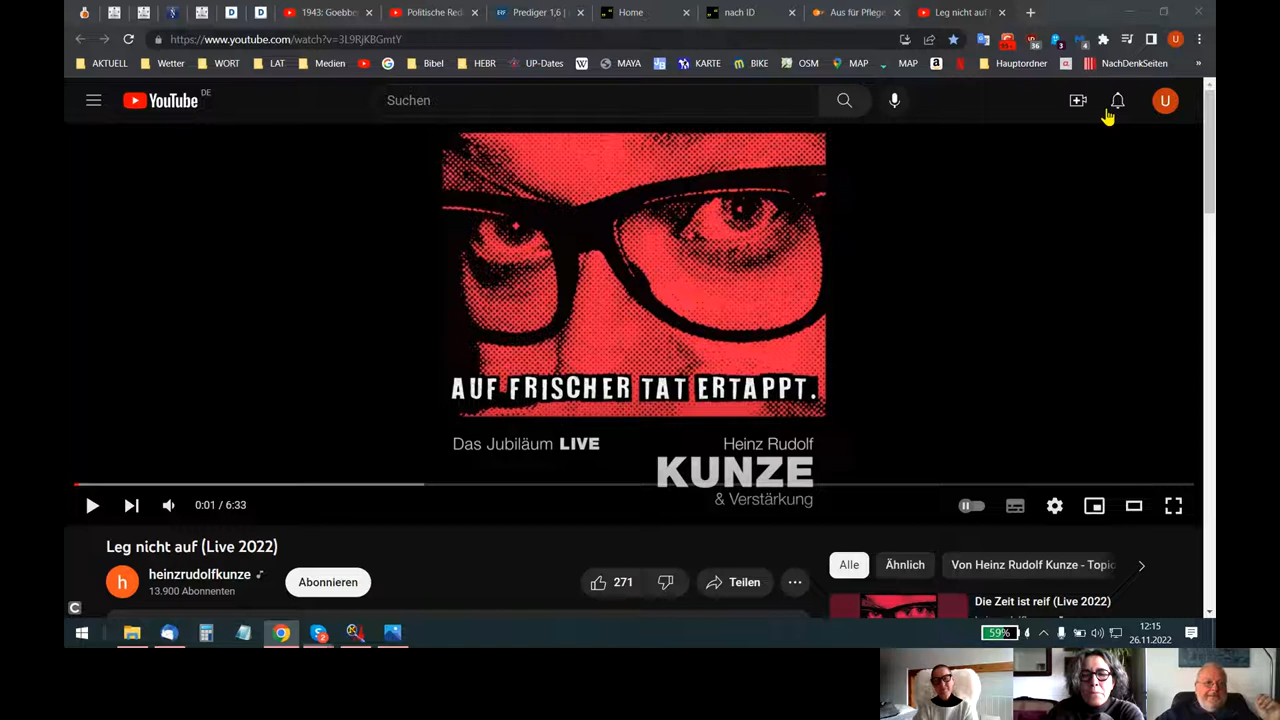 1943: Goebbe
Politische Red
ERF
Prediger 1,6 |
Home
nach ID
Aus für Pflege
Leg nicht auf
https://www.youtube.com/watch?v=3L9RjKBGmtY
36
3
4
U
AKTUELL
Wetter
WORT
LAT
Medien
Bibel
HEBR
UP-Dates
W
MAYA
KARTE
BIKE
OSM
MAP
MAP
a
Hauptordner
NachDenkSeiten
»
YouTube DE
Suchen
U
AUF FRISCHER TAT ERTAPPT.
Das Jubiläum LIVE
Heinz Rudolf
KUNZE
& Verstärkung
0:01 / 6:33
Leg nicht auf (Live 2022)
h
heinzrudolfkunze
13.900 Abonnenten
Abonnieren
271
Teilen
Alle
Ähnlich
Von Heinz Rudolf Kunze - Topic
Die Zeit ist reif (Live 2022)
59%
12:15
26.11.2022